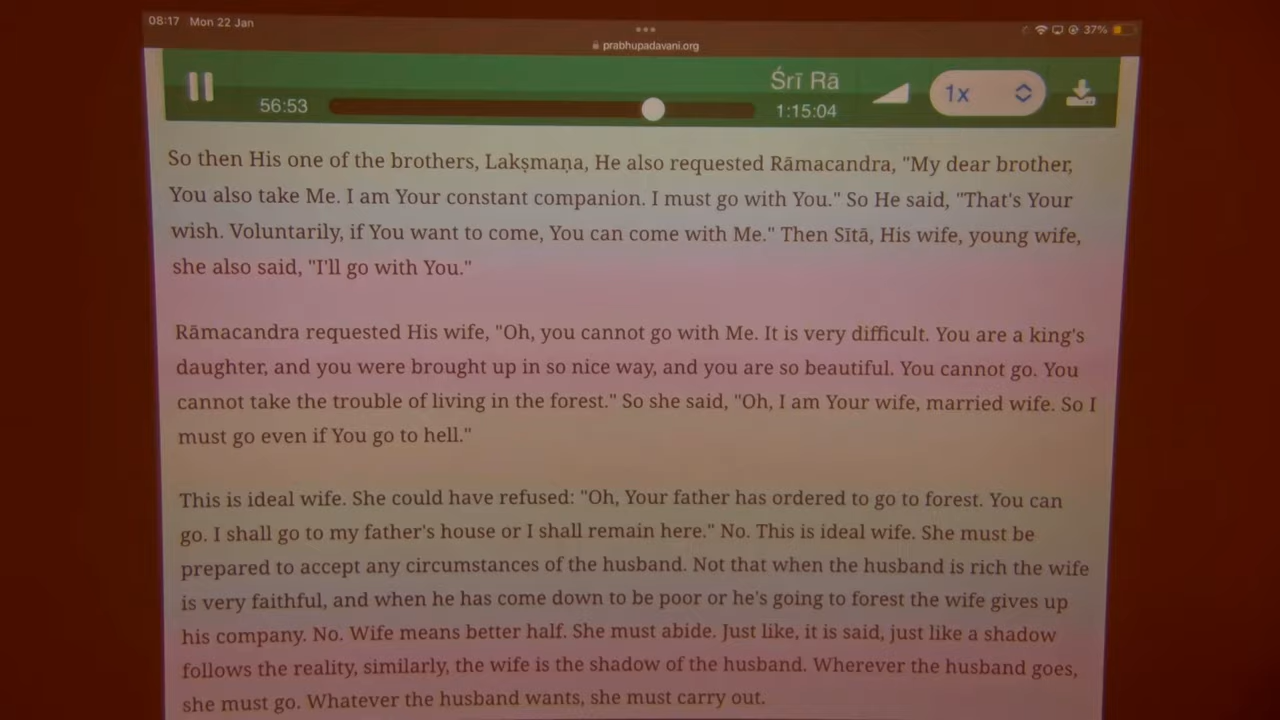 08:17 Mon 22 Jan
37%
prabhupadavani.org
Śrī Rā
56:53
1:15:04
1x
So then His one of the brothers, Lakṣmaṇa, He also requested Rāmacandra, "My dear brother,
You also take Me. I am Your constant companion. I must go with You." So He said, "That's Your
wish. Voluntarily, if You want to come, You can come with Me." Then Sītā, His wife, young wife,
she also said, "I'll go with You."
Rāmacandra requested His wife, "Oh, you cannot go with Me. It is very difficult. You are a king's
daughter, and you were brought up in so nice way, and you are so beautiful. You cannot go. You
cannot take the trouble of living in the forest." So she said, "Oh, I am Your wife, married wife. So I
must go even if You go to hell."
This is ideal wife. She could have refused: "Oh, Your father has ordered to go to forest. You can
go. I shall go to my father's house or I shall remain here." No. This is ideal wife. She must be
prepared to accept any circumstances of the husband. Not that when the husband is rich the wife
is very faithful, and when he has come down to be poor or he's going to forest the wife gives up
his company. No. Wife means better half. She must abide. Just like, it is said, just like a shadow
follows the reality, similarly, the wife is the shadow of the husband. Wherever the husband goes,
she must go. Whatever the husband wants, she must carry out.